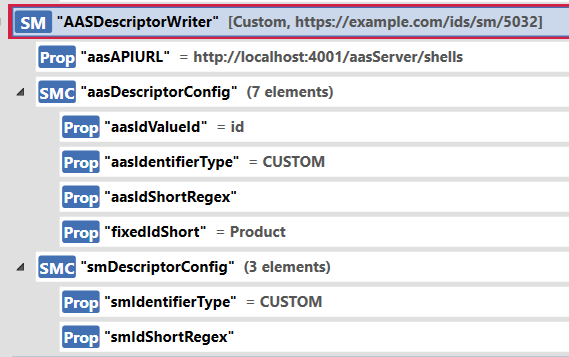 SM "AASDescriptorWriter" [Custom, https://example.com/ids/sm/5032]
Prop "aasAPIURL" = http://localhost:4001/aasServer/shells
SMC "aasDescriptorConfig" (7 elements)
Prop "aasIdValueId" = id
Prop "aasIdentifierType" = CUSTOM
Prop "aasIdShortRegex"
Prop "fixedIdShort" = Product
SMC "smDescriptorConfig" (3 elements)
Prop "smIdentifierType" = CUSTOM
Prop "smIdShortRegex"